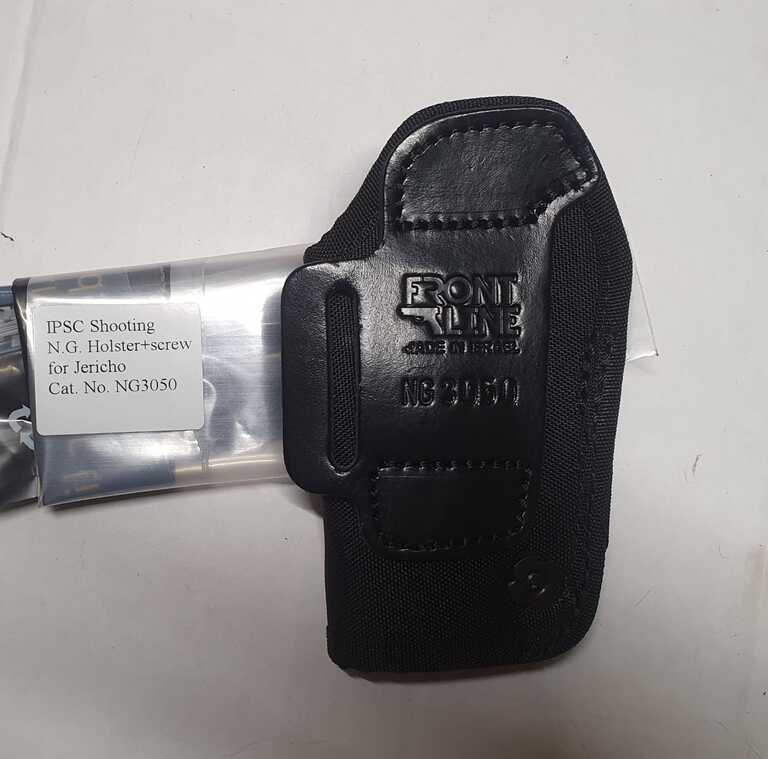 IPSC Shooting
N.G. Holster+screw
for Jericho
Cat. No. NG3050
FRONT
LINE
MADE IN ISRAEL
NG 3050